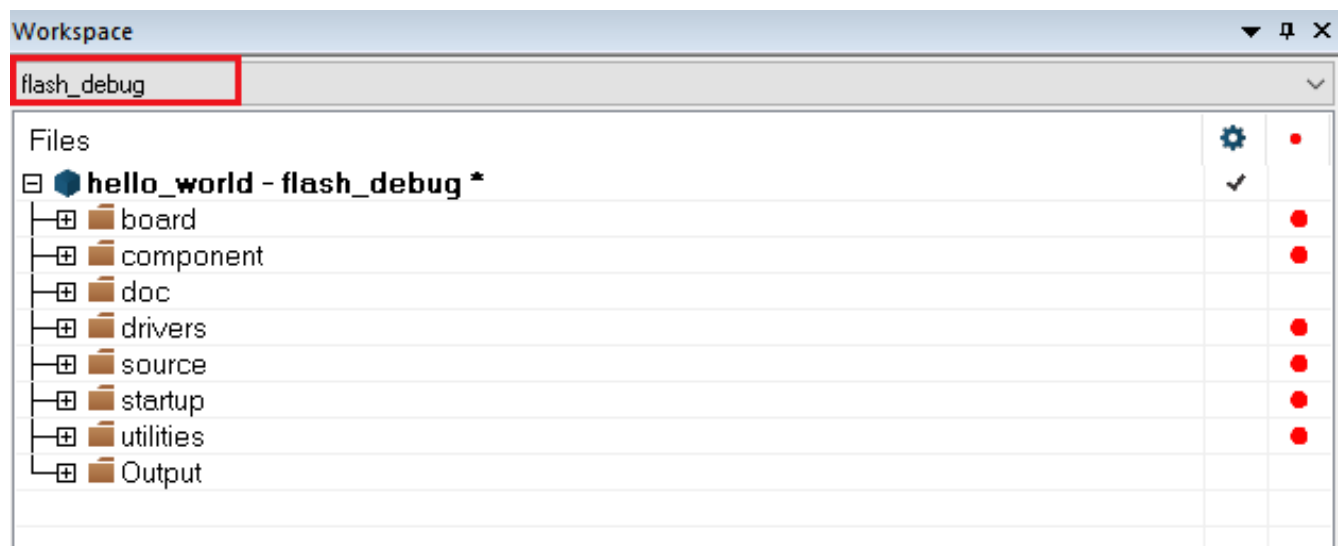 Workspace
flash_debug
Files
hello_world - flash_debug *
board
component
doc
drivers
source
startup
utilities
Output